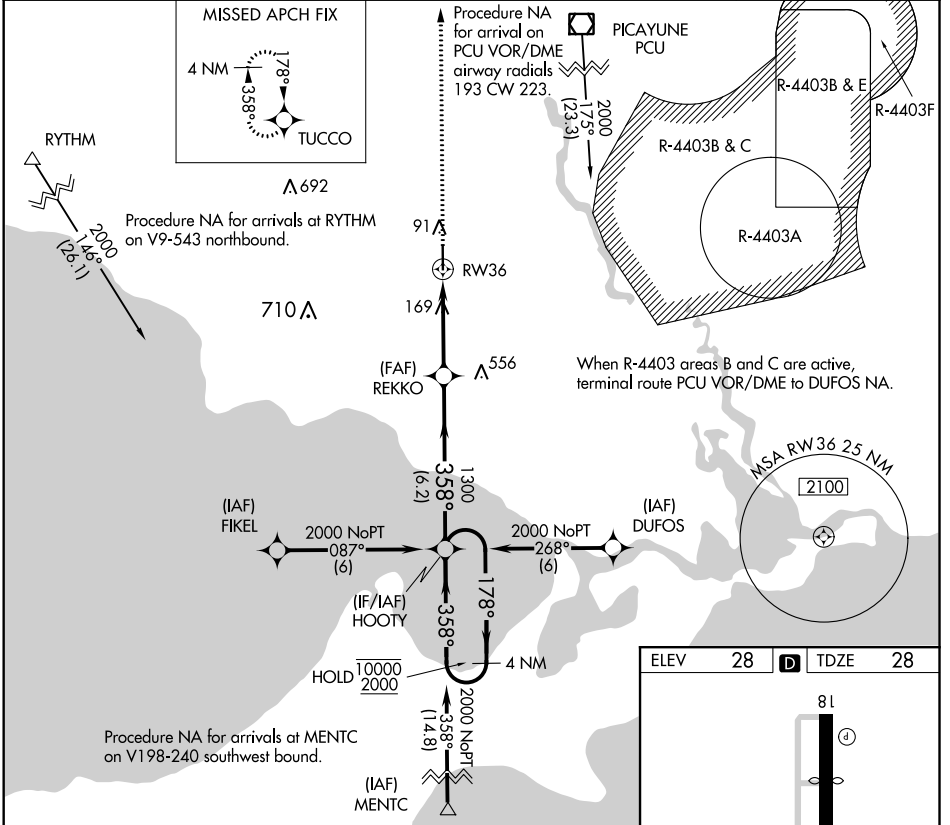 MISSED APCH FIX
4 NM
178°
358°
TUCCO
Procedure NA
for arrival on
PCU VOR/DME
airway radials
193 CW 223.
PICAYUNE
PCU
2000
175°
(23.3)
R-4403B & E
R-4403F
R-4403B & C
R-4403A
RYTHM
2000
146°
(26.1)
692
Procedure NA for arrivals at RYTHM
on V9-543 northbound.
91
RW36
710
169
(FAF)
REKKO
556
When R-4403 areas B and C are active,
terminal route PCU VOR/DME to DUFOS NA.
1300
358°
(6.2)
MSA RW36 25 NM
2100
(IAF)
FIKEL
2000 NoPT
087°
(6)
2000 NoPT
268°
(6)
(IAF)
DUFOS
(IF/IAF)
HOOTY
358°
178°
HOLD 10000
2000
4 NM
2000 NoPT
358°
(14.8)
Procedure NA for arrivals at MENTC
on V198-240 southwest bound.
(IAF)
MENTC
ELEV 28 D TDZE 28
18
P